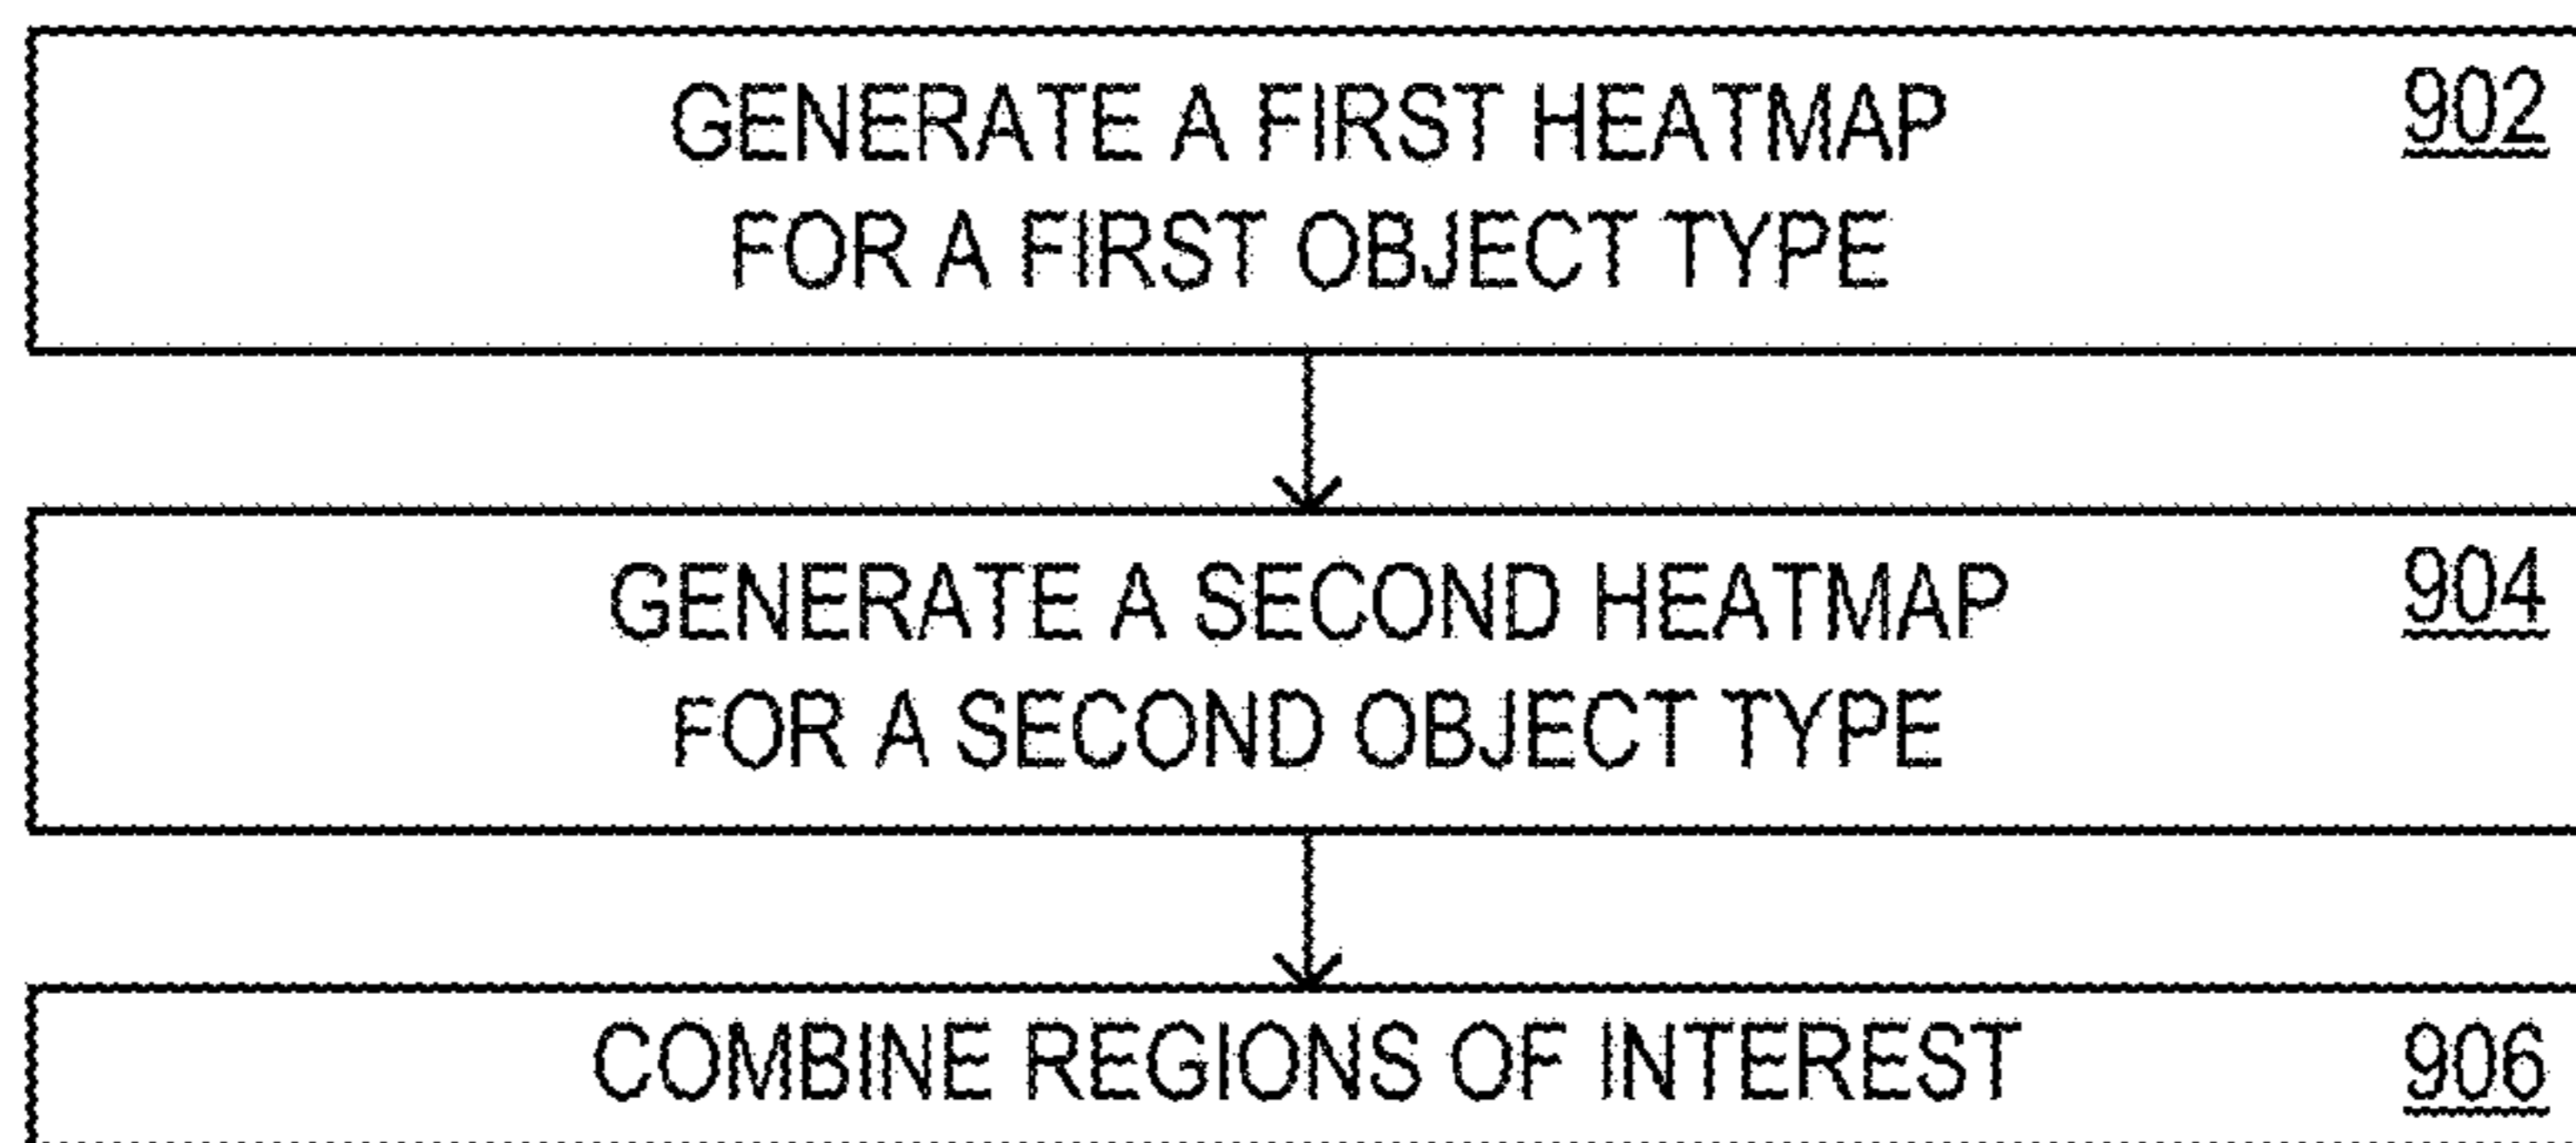 GENERATE A FIRST HEATMAP 902
FOR A FIRST OBJECT TYPE
GENERATE A SECOND HEATMAP 904
FOR A SECOND OBJECT TYPE
COMBINE REGIONS OF INTEREST 906